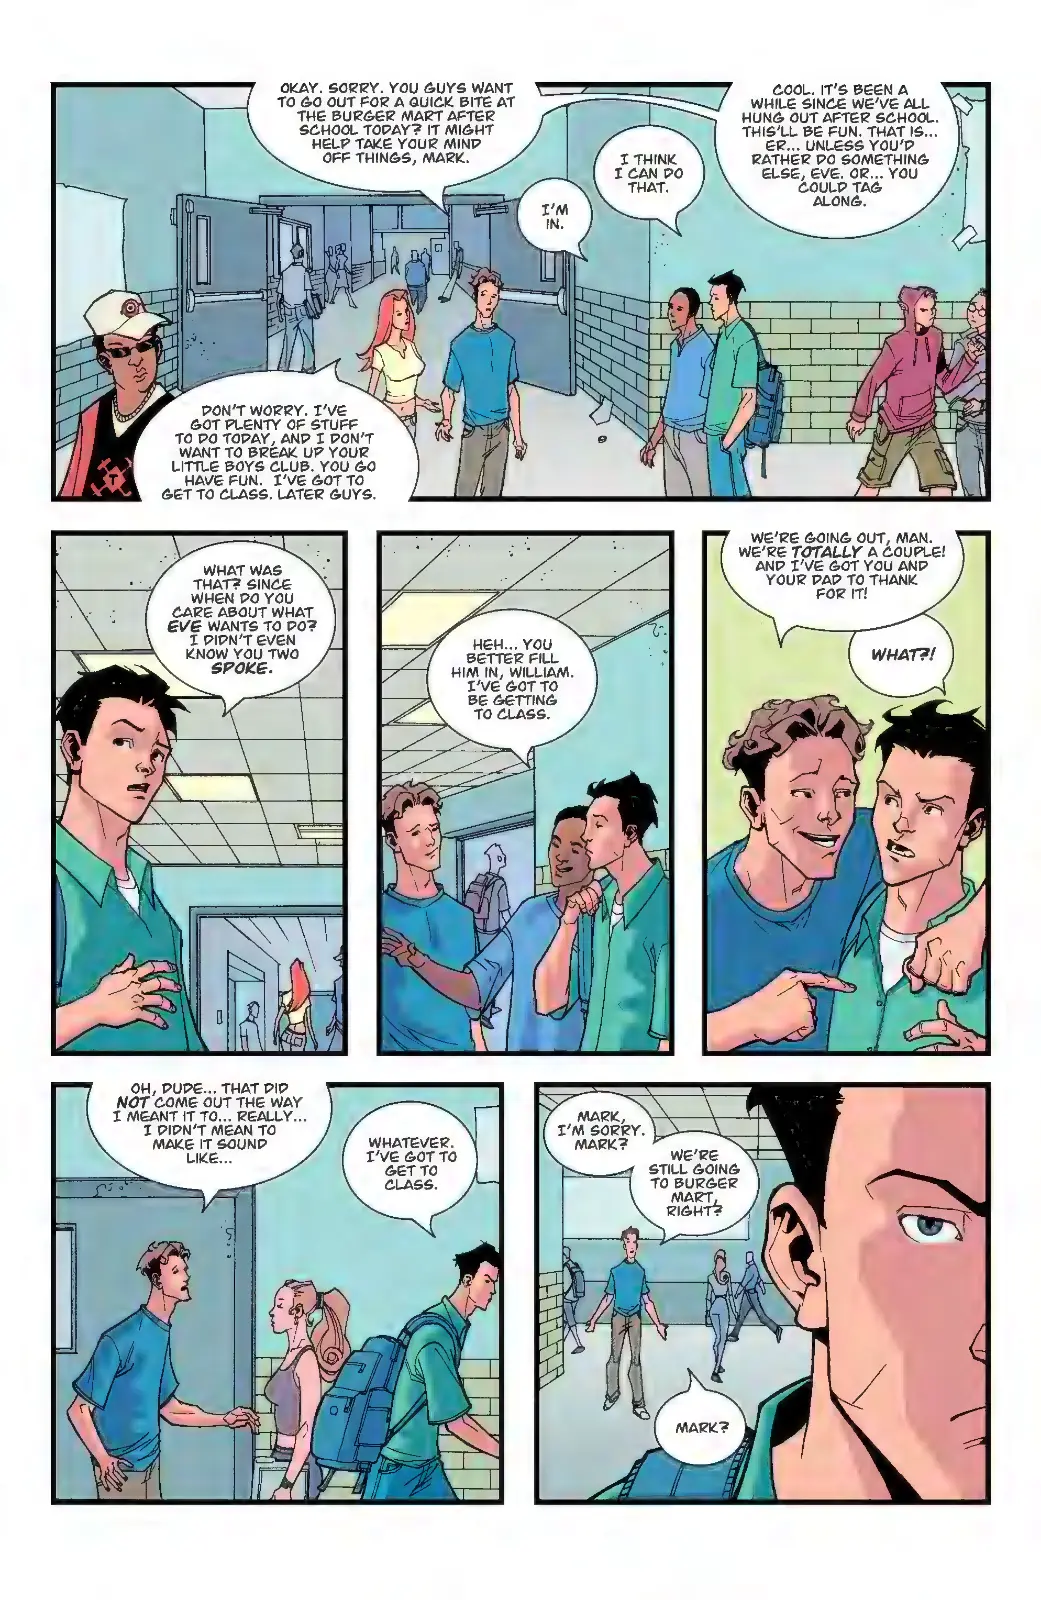 OKAY. SORRY. YOU GUYS WANT
TO GO OUT FOR A QUICK BITE AT
THE BURGER MART AFTER
SCHOOL TODAY? IT MIGHT
HELP TAKE YOUR MIND
OFF THINGS, MARK.
I'M
IN.
I THINK
I CAN DO
THAT.
COOL. IT'S BEEN A
WHILE SINCE WE'VE ALL
HUNG OUT AFTER SCHOOL.
THIS'LL BE FUN. THAT IS...
ER... UNLESS YOU'D
RATHER DO SOMETHING
ELSE, EVE. OR... YOU
COULD TAG
ALONG.
DON'T WORRY. I'VE
GOT PLENTY OF STUFF
TO DO TODAY, AND I DON'T
WANT TO BREAK UP YOUR
LITTLE BOYS CLUB. YOU GO
HAVE FUN. I'VE GOT TO
GET TO CLASS. LATER GUYS.
WHAT WAS
THAT? SINCE
WHEN DO YOU
CARE ABOUT WHAT
EVE WANTS TO DO?
I DIDN'T EVEN
KNOW YOU TWO
SPOKE.
HEH... YOU
BETTER FILL
HIM IN, WILLIAM.
I'VE GOT TO
BE GETTING
TO CLASS.
WE'RE GOING OUT, MAN.
WE'RE TOTALLY A COUPLE!
AND I'VE GOT YOU AND
YOUR DAD TO THANK
FOR IT!
WHAT?!
OH, DUDE... THAT DID
NOT COME OUT THE WAY
I MEANT IT TO... REALLY...
I DIDN'T MEAN TO
MAKE IT SOUND
LIKE...
WHATEVER.
I'VE GOT TO
GET TO
CLASS.
MARK,
I'M SORRY.
MARK?
WE'RE
STILL GOING
TO BURGER
MART,
RIGHT?
MARK?